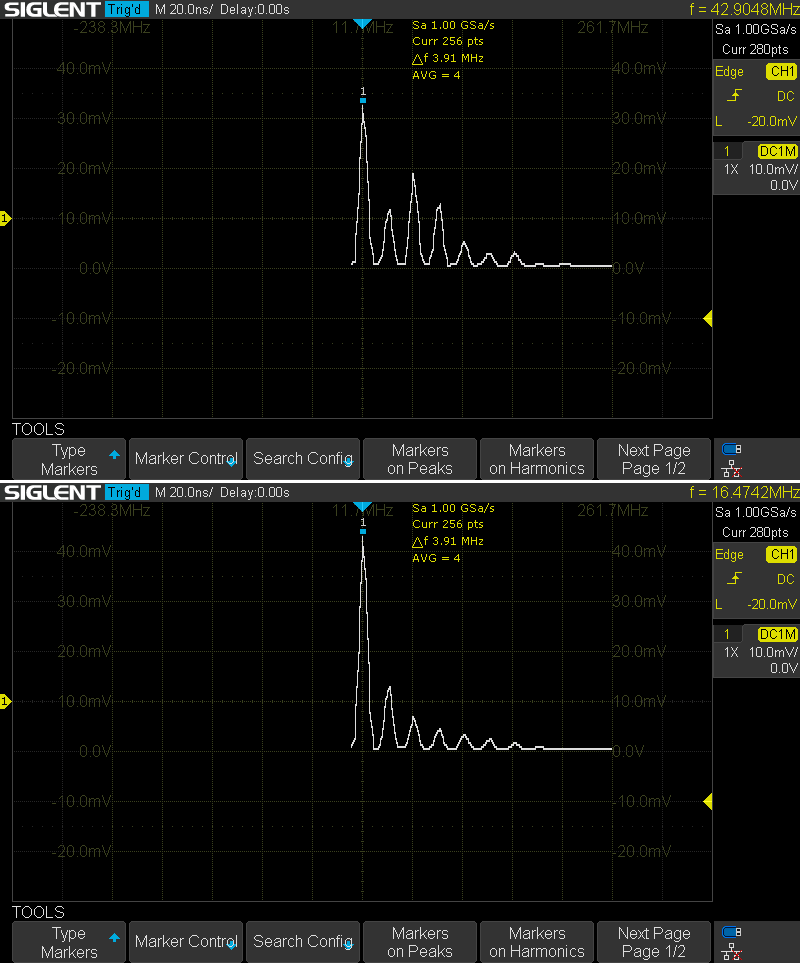 SIGLENT Trig'd M 20.0ns/ Delay:0.00s f = 42.9048MHz
-238.3MHz 11.7MHz 261.7MHz
Sa 1.00 GSa/s
Curr 256 pts
△f 3.91 MHz
AVG = 4
Sa 1.00GSa/s
Curr 280pts
Edge CH1
DC
L -20.0mV
1 DC1M
1X 10.0mV/
0.0V
40.0mV 40.0mV
1
30.0mV 30.0mV
20.0mV 20.0mV
1 10.0mV 10.0mV
0.0V 0.0V
-10.0mV -10.0mV
-20.0mV -20.0mV
TOOLS
Type Markers
Marker Control
Search Config
Markers on Peaks
Markers on Harmonics
Next Page Page 1/2
SIGLENT Trig'd M 20.0ns/ Delay:0.00s f = 16.4742MHz
-238.3MHz 11.7MHz 261.7MHz
Sa 1.00 GSa/s
Curr 256 pts
△f 3.91 MHz
AVG = 4
Sa 1.00GSa/s
Curr 280pts
Edge CH1
DC
L -20.0mV
1 DC1M
1X 10.0mV/
0.0V
1
40.0mV 40.0mV
30.0mV 30.0mV
20.0mV 20.0mV
1 10.0mV 10.0mV
0.0V 0.0V
-10.0mV -10.0mV
-20.0mV -20.0mV
TOOLS
Type Markers
Marker Control
Search Config
Markers on Peaks
Markers on Harmonics
Next Page Page 1/2